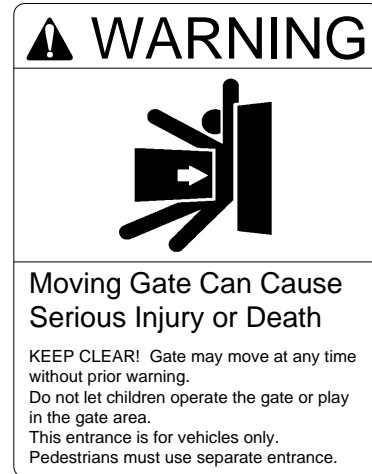 WARNING
Moving Gate Can Cause
Serious Injury or Death
KEEP CLEAR!  Gate may move at any time
without prior warning.
Do not let children operate the gate or play
in the gate area.
This entrance is for vehicles only.
Pedestrians must use separate entrance.